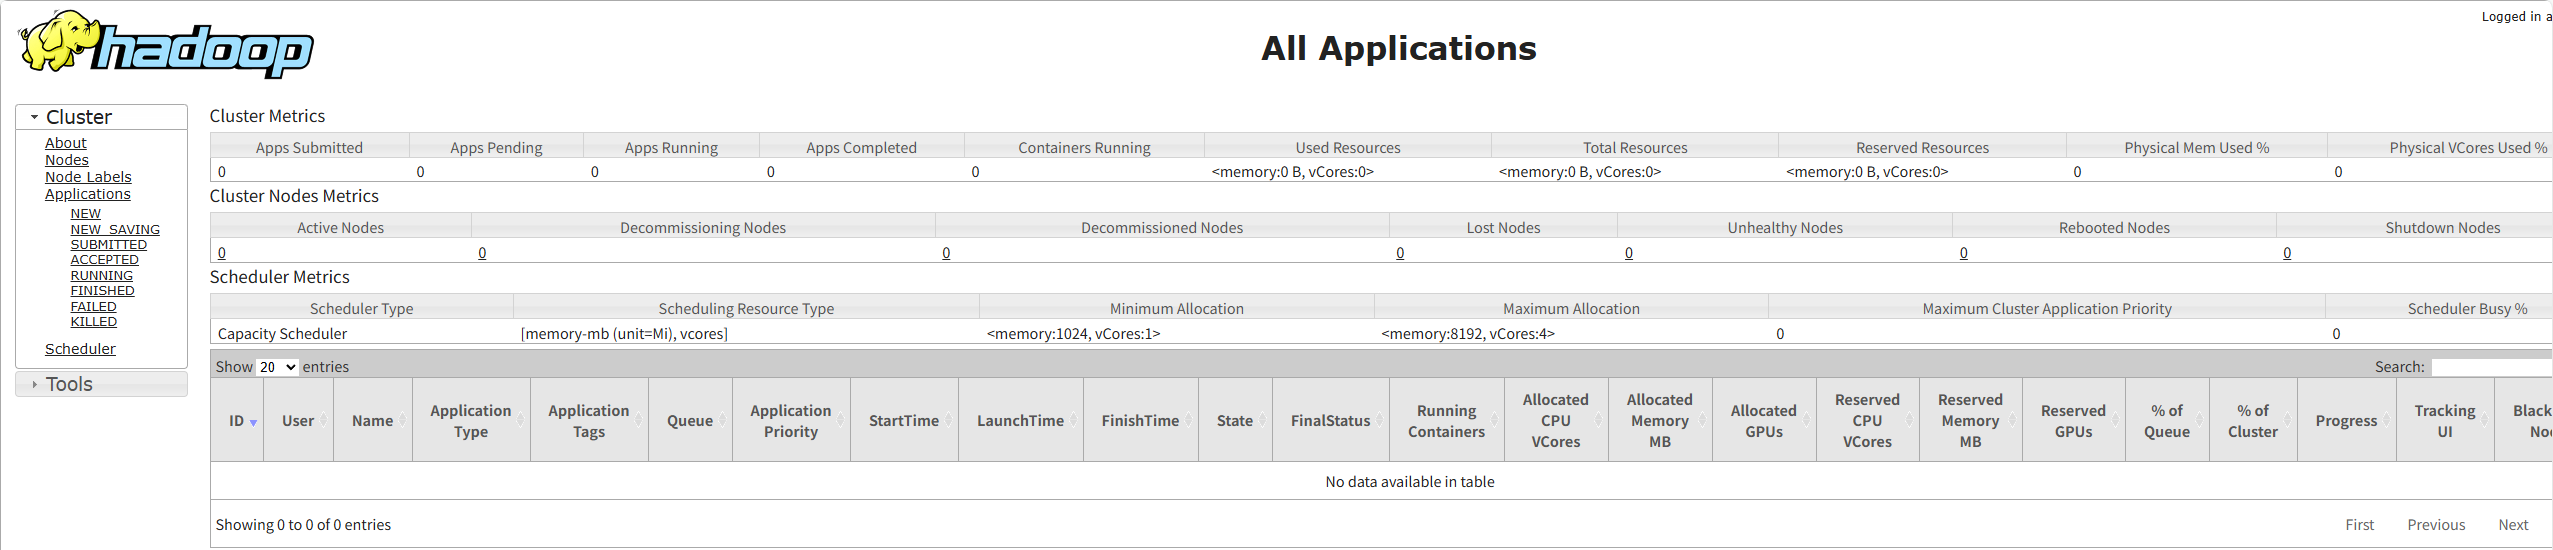 hadoop
Logged in a
All Applications
Cluster
About
Nodes
Node Labels
Applications
NEW
NEW_SAVING
SUBMITTED
ACCEPTED
RUNNING
FINISHED
FAILED
KILLED
Scheduler
Tools
Cluster Metrics
Apps Submitted Apps Pending Apps Running Apps Completed Containers Running Used Resources Total Resources Reserved Resources Physical Mem Used % Physical VCores Used %
0 0 0 0 0 <memory:0 B, vCores:0> <memory:0 B, vCores:0> <memory:0 B, vCores:0> 0 0
Cluster Nodes Metrics
Active Nodes Decommissioning Nodes Decommissioned Nodes Lost Nodes Unhealthy Nodes Rebooted Nodes Shutdown Nodes
0 0 0 0 0 0 0
Scheduler Metrics
Scheduler Type Scheduling Resource Type Minimum Allocation Maximum Allocation Maximum Cluster Application Priority Scheduler Busy %
Capacity Scheduler [memory-mb (unit=Mi), vcores] <memory:1024, vCores:1> <memory:8192, vCores:4> 0 0
Show 20 entries Search:
ID User Name Application Type Application Tags Queue Application Priority StartTime LaunchTime FinishTime State FinalStatus Running Containers Allocated CPU VCores Allocated Memory MB Allocated GPUs Reserved CPU VCores Reserved Memory MB Reserved GPUs % of Queue % of Cluster Progress Tracking UI Black Noc
No data available in table
Showing 0 to 0 of 0 entries First Previous Next